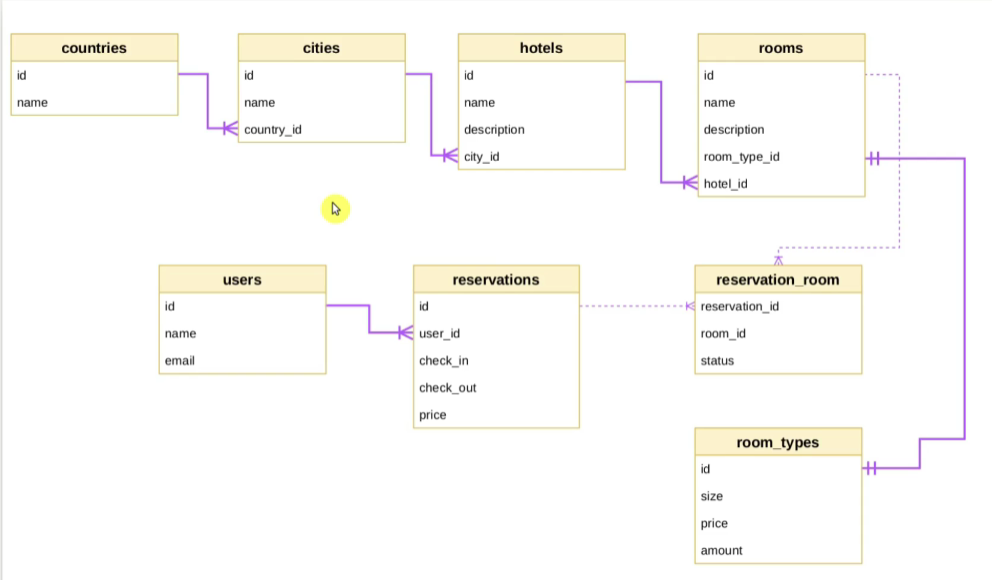 countries
id
name
cities
id
name
country_id
hotels
id
name
description
city_id
rooms
id
name
description
room_type_id
hotel_id
users
id
name
email
reservations
id
user_id
check_in
check_out
price
reservation_room
reservation_id
room_id
status
room_types
id
size
price
amount